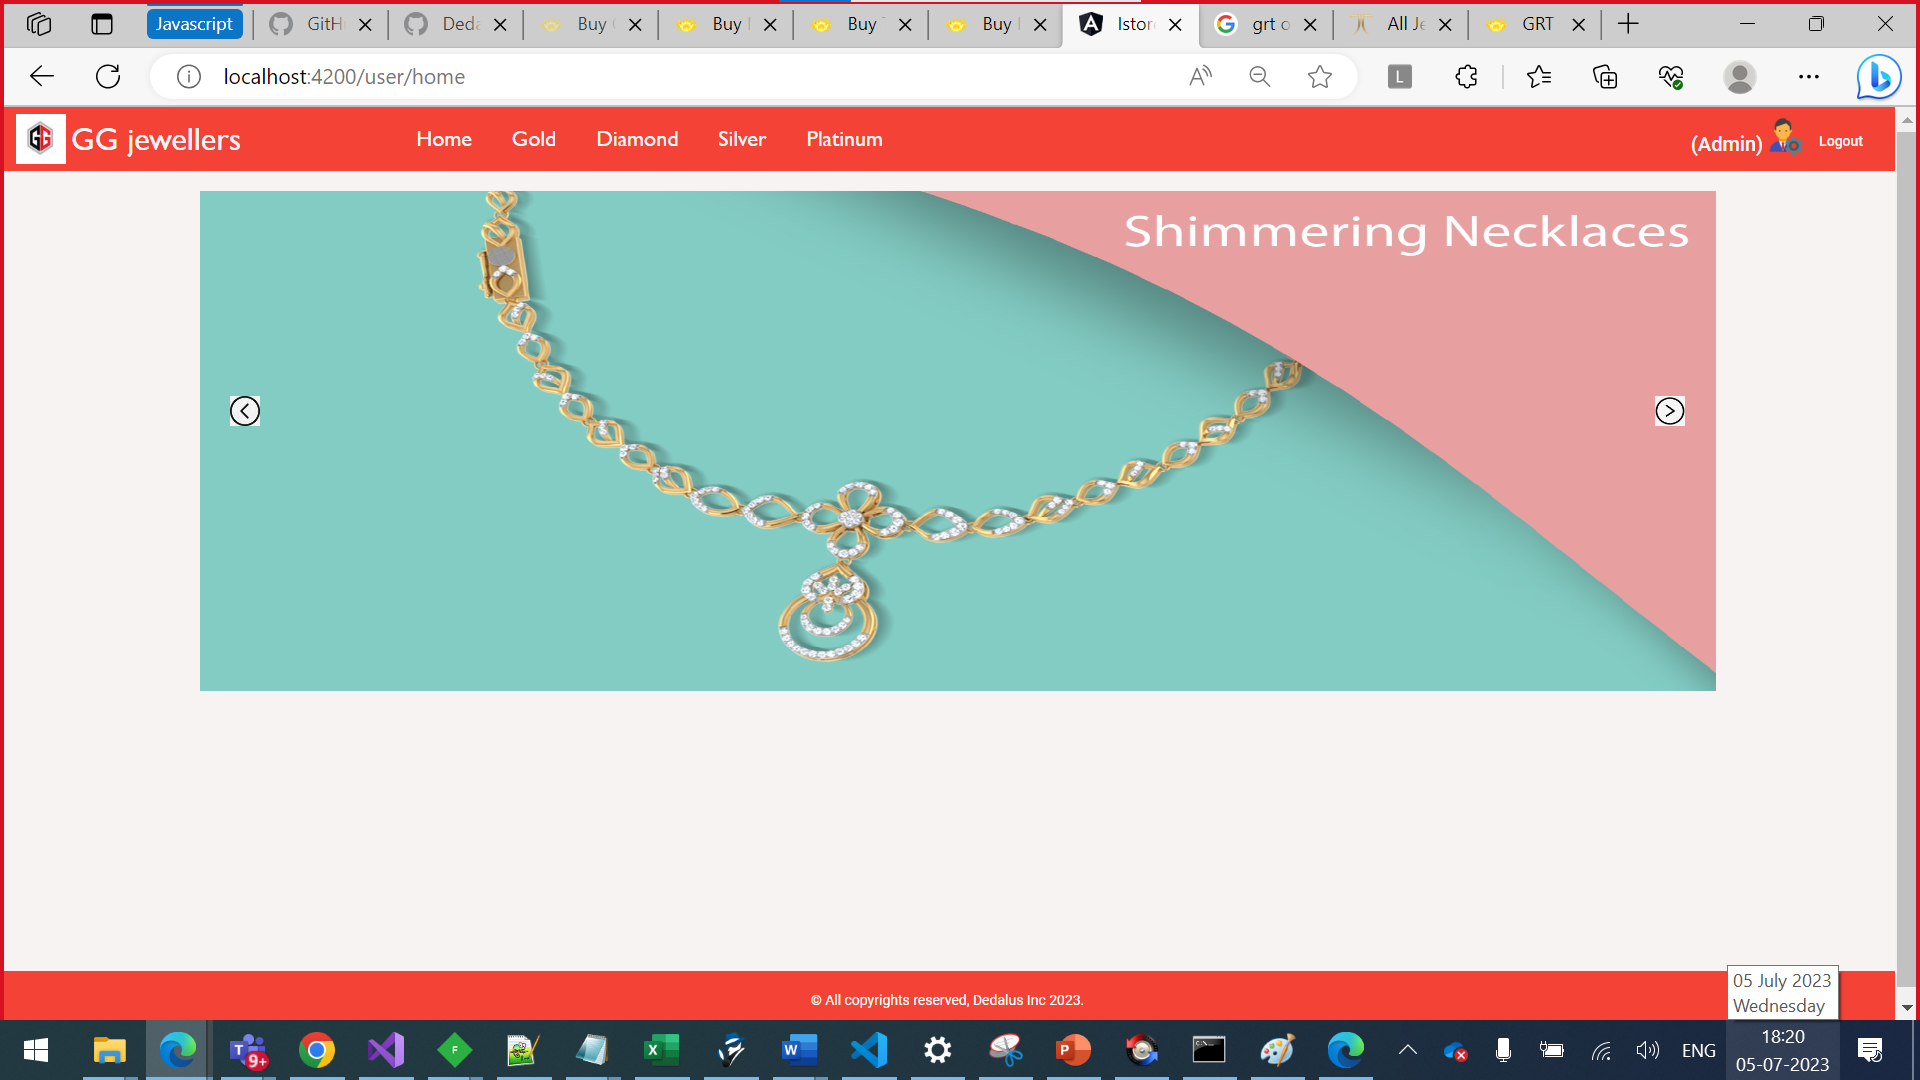 Javascript
GitH
Deda
Buy
Buy
Buy
Buy
Istor
grt o
All Je
GRT
localhost:4200/user/home
A
L
b
GG
GG jewellers
Home
Gold
Diamond
Silver
Platinum
(Admin)
Logout
Shimmering Necklaces
© All copyrights reserved, Dedalus Inc 2023.
05 July 2023
Wednesday
T
9+
F
X
W
P
C:\
ENG
18:20
05-07-2023